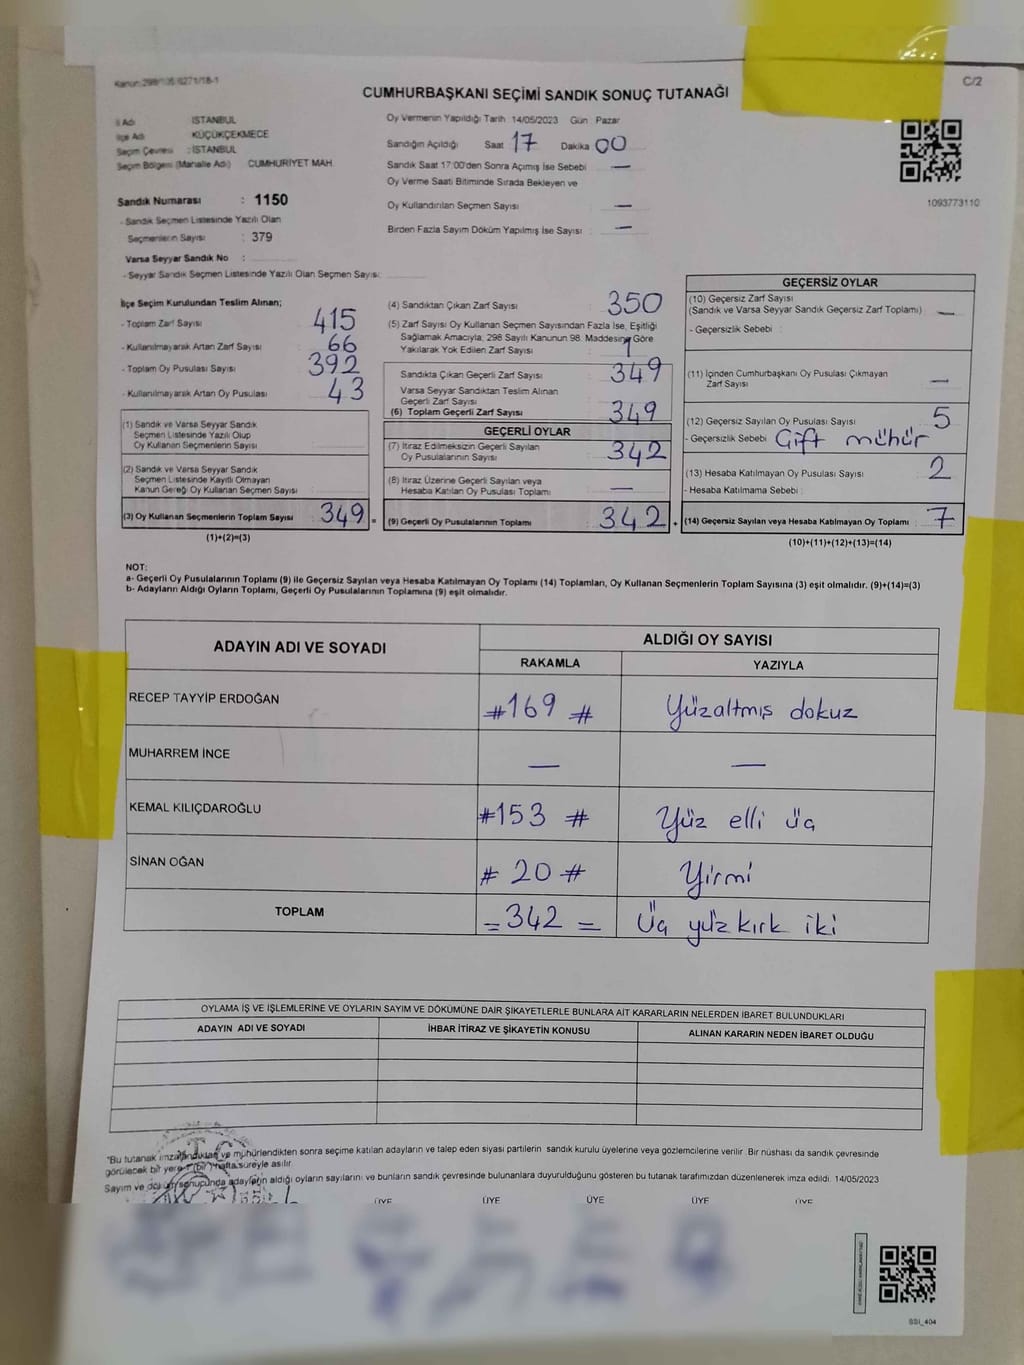 Kanun:298/105/6271/18-1
C/2
CUMHURBAŞKANI SEÇİMİ SANDIK SONUÇ TUTANAĞI
İl Adı : İSTANBUL
İlçe Adı : KÜÇÜKÇEKMECE
Seçim Çevresi : İSTANBUL
Seçim Bölgesi (Mahalle Adı) CUMHURİYET MAH.
Sandık Numarası : 1150
- Sandık Seçmen Listesinde Yazılı Olan
Seçmenlerin Sayısı : 379
Varsa Seyyar Sandık No :
- Seyyar Sandık Seçmen Listesinde Yazılı Olan Seçmen Sayısı:
Oy Vermenin Yapıldığı Tarih 14/05/2023 Gün Pazar
Sandığın Açıldığı Saat 17 Dakika 00
Sandık Saat 17:00'den Sonra Açımış İse Sebebi : —
Oy Verme Saati Bitiminde Sırada Bekleyen ve
Oy Kullandırılan Seçmen Sayısı : —
Birden Fazla Sayım Döküm Yapılmış İse Sayısı : —
1093773110
İlçe Seçim Kurulundan Teslim Alınan;
- Toplam Zarf Sayısı : 415
- Kullanılmayarak Artan Zarf Sayısı : 66
- Toplam Oy Pusulası Sayısı : 392
- Kullanılmayarak Artan Oy Pusulası : 43
(1) Sandık ve Varsa Seyyar Sandık
Seçmen Listesinde Yazılı Olup
Oy Kullanan Seçmenlerin Sayısı :
(2) Sandık ve Varsa Seyyar Sandık
Seçmen Listesinde Kayıtlı Olmayan
Kanun Gereği Oy Kullanan Seçmen Sayısı :
(3) Oy Kullanan Seçmenlerin Toplam Sayısı : 349 =
(1)+(2)=(3)
(4) Sandıktan Çıkan Zarf Sayısı : 350
(5) Zarf Sayısı Oy Kullanan Seçmen Sayısından Fazla İse, Eşitliği
Sağlamak Amacıyla, 298 Sayılı Kanunun 98. Maddesine Göre
Yakılarak Yok Edilen Zarf Sayısı : 1
Sandıkta Çıkan Geçerli Zarf Sayısı : 349
Varsa Seyyar Sandıktan Teslim Alınan
Geçerli Zarf Sayısı :
(6) Toplam Geçerli Zarf Sayısı : 349
GEÇERLİ OYLAR
(7) İtiraz Edilmeksizin Geçerli Sayılan
Oy Pusulalarının Sayısı : 342
(8) İtiraz Üzerine Geçerli Sayılan veya
Hesaba Katılan Oy Pusulası Toplamı : —
(9) Geçerli Oy Pusulalarının Toplamı : 342 +
GEÇERSİZ OYLAR
(10) Geçersiz Zarf Sayısı
(Sandık ve Varsa Seyyar Sandık Geçersiz Zarf Toplamı) : —
- Geçersizlik Sebebi :
(11) İçinden Cumhurbaşkanı Oy Pusulası Çıkmayan
Zarf Sayısı : —
(12) Geçersiz Sayılan Oy Pusulası Sayısı : 5
- Geçersizlik Sebebi : Çift mühür
(13) Hesaba Katılmayan Oy Pusulası Sayısı : 2
- Hesaba Katılmama Sebebi :
(14) Geçersiz Sayılan veya Hesaba Katılmayan Oy Toplamı : 7
(10)+(11)+(12)+(13)=(14)
NOT:
a- Geçerli Oy Pusulalarının Toplamı (9) ile Geçersiz Sayılan veya Hesaba Katılmayan Oy Toplamı (14) Toplamları, Oy Kullanan Seçmenlerin Toplam Sayısına (3) eşit olmalıdır. (9)+(14)=(3)
b- Adayların Aldığı Oyların Toplamı, Geçerli Oy Pusulalarının Toplamına (9) eşit olmalıdır.
ADAYIN ADI VE SOYADI
ALDIĞI OY SAYISI
RAKAMLA YAZIYLA
RECEP TAYYİP ERDOĞAN #169 # Yüzaltmış dokuz
MUHARREM İNCE — —
KEMAL KILIÇDAROĞLU #153 # Yüz elli üç
SİNAN OĞAN # 20 # Yirmi
TOPLAM = 342 = Üç yüz kırk iki
OYLAMA İŞ VE İŞLEMLERİNE VE OYLARIN SAYIM VE DÖKÜMÜNE DAİR ŞİKAYETLERLE BUNLARA AİT KARARLARIN NELERDEN İBARET BULUNDUKLARI
ADAYIN ADI VE SOYADI İHBAR İTİRAZ VE ŞİKAYETİN KONUSU ALINAN KARARIN NEDEN İBARET OLDUĞU
"Bu tutanak imzalandıktan ve mühürlendikten sonra seçime katılan adayların ve talep eden siyasi partilerin sandık kurulu üyelerine veya gözlemcilerine verilir. Bir nüshası da sandık çevresinde
görülecek bir yere 1 (bir) hafta süreyle asılır.
Sayım ve döküm sonucunda adayların aldığı oyların sayılarını ve bunların sandık çevresinde bulunanlara duyurulduğunu gösteren bu tutanak tarafımızdan düzenlenerek imza edildi. 14/05/2023
ÜYE ÜYE ÜYE ÜYE ÜYE
SSİ_404